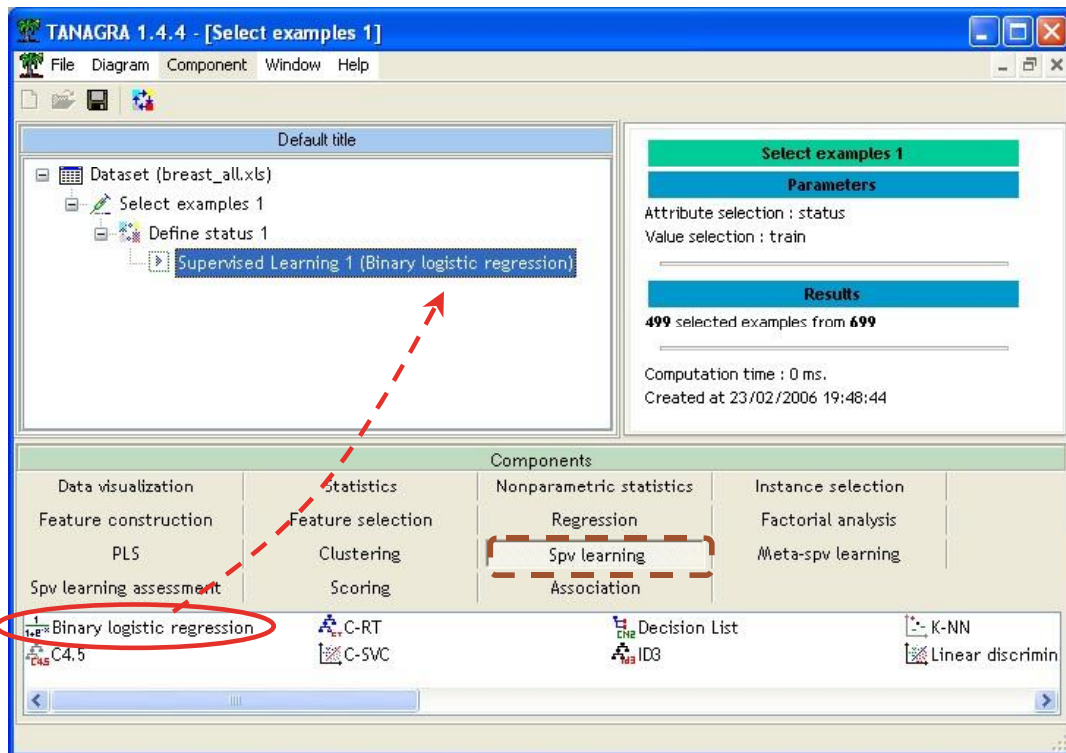 TANAGRA 1.4.4 - [Select examples 1]
File Diagram Component Window Help
Default title
Dataset (breast_all.xls)
Select examples 1
Define status 1
Supervised Learning 1 (Binary logistic regression)
Select examples 1
Parameters
Attribute selection : status
Value selection : train
Results
499 selected examples from 699
Computation time : 0 ms.
Created at 23/02/2006 19:48:44
Components
Data visualization Statistics Nonparametric statistics Instance selection
Feature construction Feature selection Regression Factorial analysis
PLS Clustering Spv learning Meta-spv learning
Spv learning assessment Scoring Association
Binary logistic regression C-RT Decision List K-NN
C4.5 C-SVC ID3 Linear discrimin